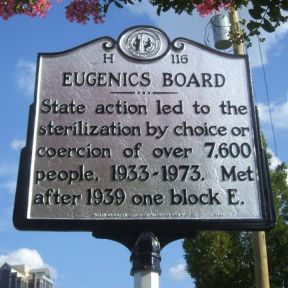 H 116
EUGENICS BOARD
State action led to the
sterilization by choice or
coercion of over 7,600
people, 1933-1973. Met
after 1939 one block E.